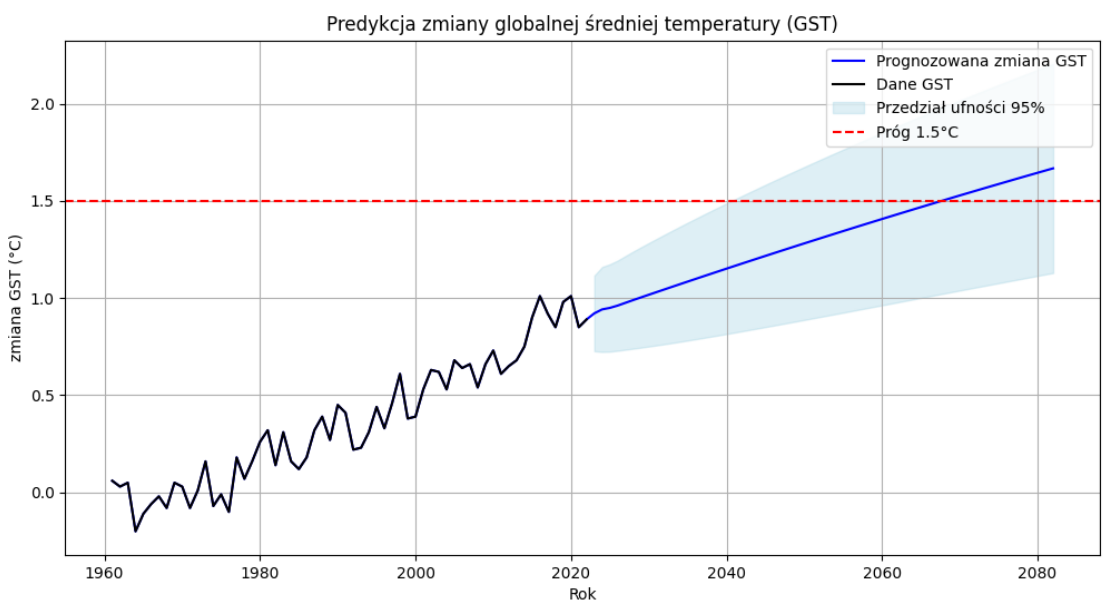 Predykcja zmiany globalnej średniej temperatury (GST)
Prognozowana zmiana GST
Dane GST
Przedział ufności 95%
Próg 1.5°C
zmiana GST (°C)
2.0
1.5
1.0
0.5
0.0
1960 1980 2000 2020 2040 2060 2080
Rok